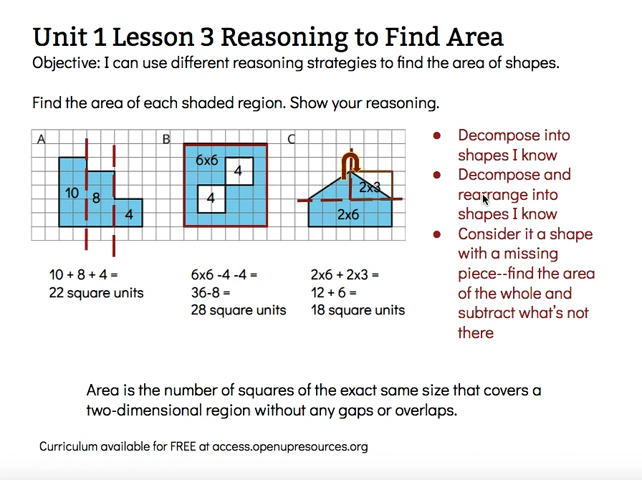 Unit 1 Lesson 3 Reasoning to Find Area
Objective: I can use different reasoning strategies to find the area of shapes.
Find the area of each shaded region. Show your reasoning.
A
10
8
4
B
6x6
4
4
C
2x3
2x6
10 + 8 + 4 =
22 square units
6x6 -4 -4 =
36-8 =
28 square units
2x6 + 2x3 =
12 + 6 =
18 square units
● Decompose into
shapes I know
● Decompose and
rearrange into
shapes I know
● Consider it a shape
with a missing
piece--find the area
of the whole and
subtract what's not
there
Area is the number of squares of the exact same size that covers a
two-dimensional region without any gaps or overlaps.
Curriculum available for FREE at access.openupresources.org